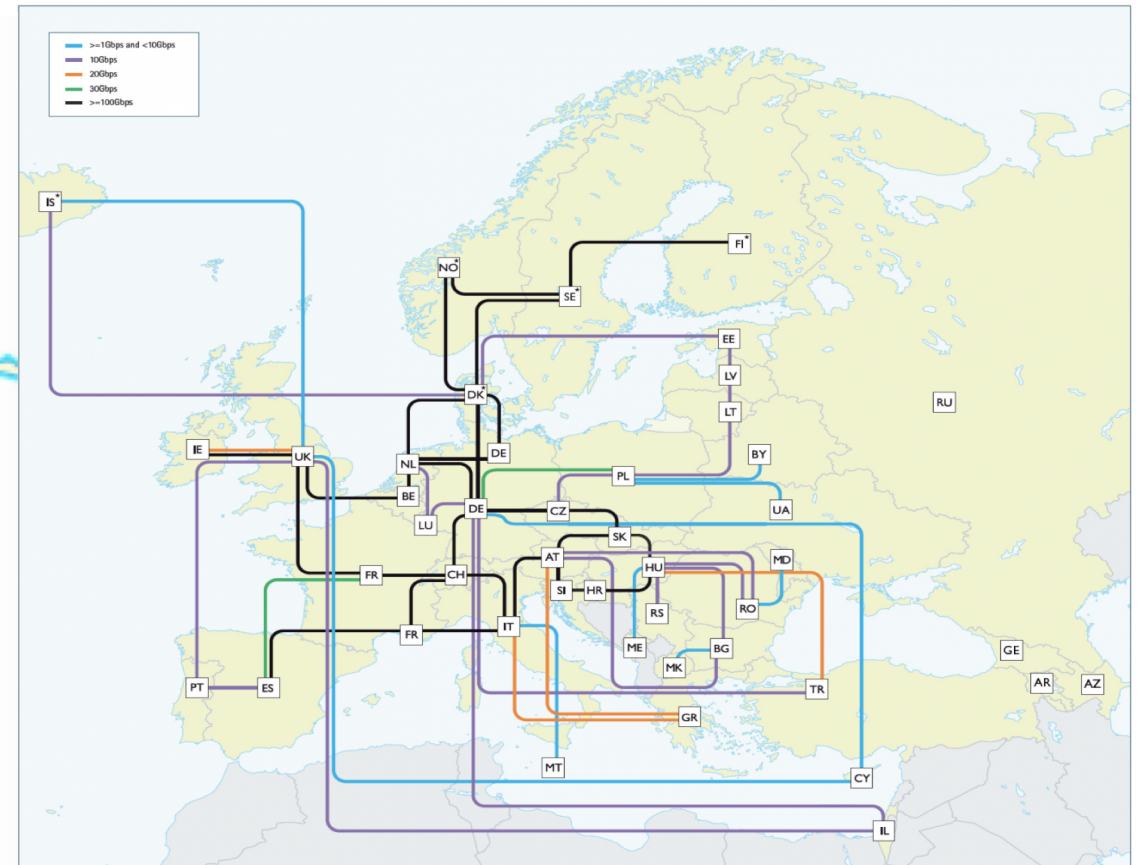 >=1Gbps and <10Gbps
10Gbps
20Gbps
30Gbps
>=100Gbps
IS*
FI*
NO*
SE*
EE
LV
DK*
LT
RU
IE
UK
DE
BY
NL
PL
BE
DE
CZ
UA
LU
SK
AT
MD
HU
FR
CH
SI
HR
RO
RS
IT
FR
ME
BG
GE
MK
PT
ES
TR
AR
AZ
GR
MT
CY
IL